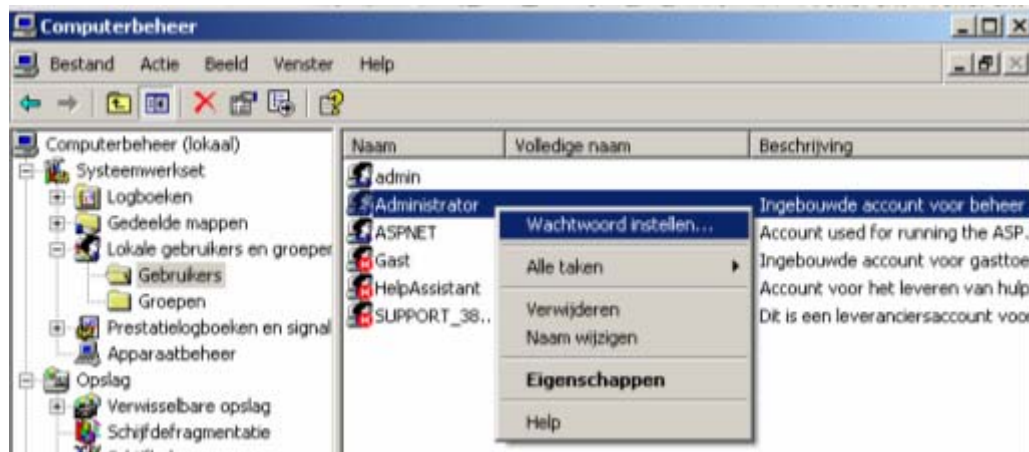 Computerbeheer
Bestand Actie Beeld Venster Help
Computerbeheer (lokaal)
Systeemwerkset
Logboeken
Gedeelde mappen
Lokale gebruikers en groeper
Gebruikers
Groepen
Prestatielogboeken en signal
Apparaatbeheer
Opslag
Verwisselbare opslag
Schijfdefragmentatie
Naam Volledige naam Beschrijving
admin
Administrator Ingebouwde account voor beheer
ASPNET Account used for running the ASP.
Gast Ingebouwde account voor gasttoe
HelpAssistant Account voor het leveren van hulp
SUPPORT_38.. Dit is een leveranciersaccount voor
Wachtwoord instellen...
Alle taken
Verwijderen
Naam wijzigen
Eigenschappen
Help